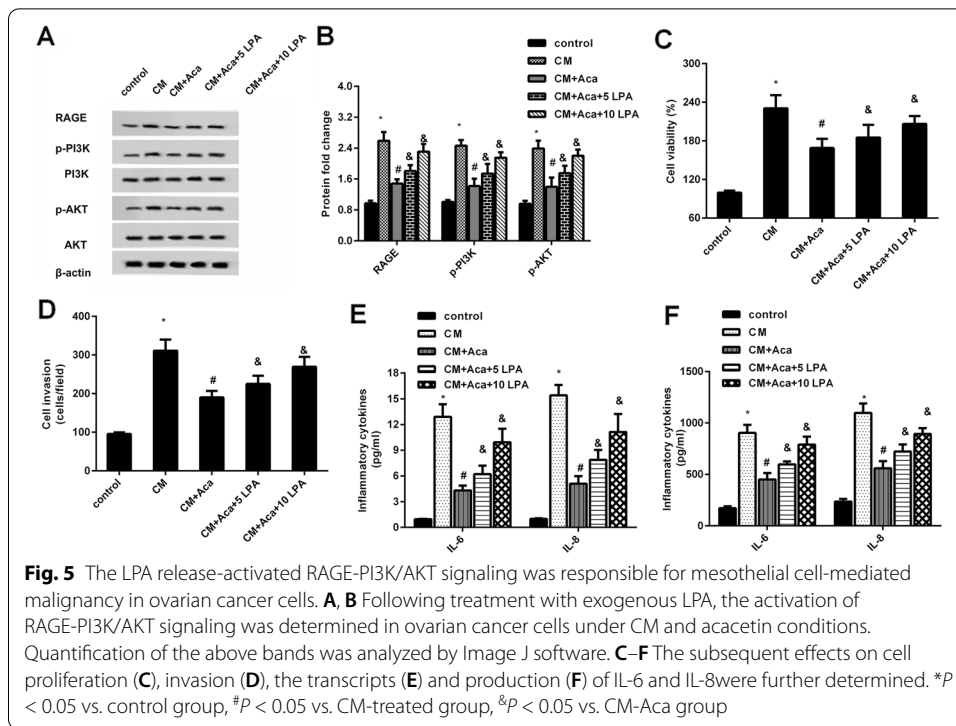 A
control CM CM+Aca CM+Aca+5 LPA CM+Aca+10 LPA
RAGE
p-PI3K
PI3K
p-AKT
AKT
β-actin
B
control
CM
CM+Aca
CM+Aca+5 LPA
CM+Aca+10 LPA
Protein fold change
3.2
2.4
1.6
0.8
0.0
* # & &
* # & &
* # & &
RAGE p-PI3K p-AKT
C
Cell viability (%)
300
240
180
120
60
* # & &
control CM CM+Aca CM+Aca+5 LPA CM+Aca+10 LPA
D
Cell invasion
(cells/field)
400
300
200
100
0
* # & &
control CM CM+Aca CM+Aca+5 LPA CM+Aca+10 LPA
E
control
CM
CM+Aca
CM+Aca+5 LPA
CM+Aca+10 LPA
Inflammatory cytokines
(pg/ml)
18
15
12
9
6
3
0
* # & &
* # & &
IL-6 IL-8
F
control
CM
CM+Aca
CM+Aca+5 LPA
CM+Aca+10 LPA
Inflammatory cytokines
(pg/ml)
1500
1000
750
500
250
0
* # & &
* # & &
IL-6 IL-8
Fig. 5 The LPA release-activated RAGE-PI3K/AKT signaling was responsible for mesothelial cell-mediated
malignancy in ovarian cancer cells. A, B Following treatment with exogenous LPA, the activation of
RAGE-PI3K/AKT signaling was determined in ovarian cancer cells under CM and acacetin conditions.
Quantification of the above bands was analyzed by Image J software. C–F The subsequent effects on cell
proliferation (C), invasion (D), the transcripts (E) and production (F) of IL-6 and IL-8were further determined. *P
< 0.05 vs. control group, #P < 0.05 vs. CM-treated group, &P < 0.05 vs. CM-Aca group